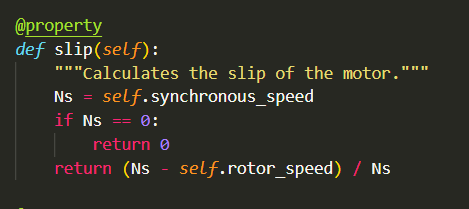 @property
def slip(self):
    """Calculates the slip of the motor."""
    Ns = self.synchronous_speed
    if Ns == 0:
        return 0
    return (Ns - self.rotor_speed) / Ns